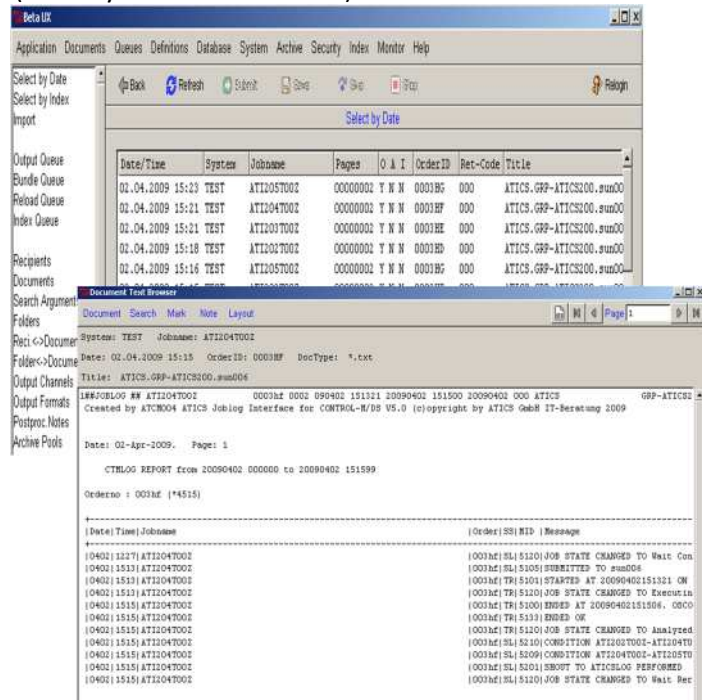 Beta UX
Application Documents Queues Definitions Database System Archive Security Index Monitor Help
Select by Date
Select by Index
Import
Output Queue
Bundle Queue
Reload Queue
Index Queue
Recipients
Documents
Search Argument
Folders
Reci.<->Documen
Folder<->Docume
Output Channels
Output Formats
Postproc.Notes
Archive Pools
Back Refresh Submit Save Skip Stop Relogin
Select by Date
Date/Time System Jobname Pages O A I OrderID Ret-Code Title
02.04.2009 15:23 TEST ATI205T00Z 00000002 Y N N 0003HG 000 ATICS.GRP-ATICS200.sun00
02.04.2009 15:21 TEST ATI204T00Z 00000002 Y N N 0003HF 000 ATICS.GRP-ATICS200.sun00
02.04.2009 15:21 TEST ATI203T00Z 00000002 Y N N 0003HE 000 ATICS.GRP-ATICS200.sun00
02.04.2009 15:18 TEST ATI202T00Z 00000002 Y N N 0003HD 000 ATICS.GRP-ATICS200.sun00
02.04.2009 15:16 TEST ATI205T00Z 00000002 Y N N 0003HG 000 ATICS.GRP-ATICS200.sun00
Document Text Browser
Document Search Mark Note Layout Page 1
System: TEST Jobname: ATI204T00Z
Date: 02.04.2009 15:15 OrderID: 0003HF DocType: *.txt
Title: ATICS.GRP-ATICS200.sun006
1##JOBLOG ## ATI204T00Z 0003hf 0002 090402 151321 20090402 151500 20090402 000 ATICS GRP-ATICS2
Created by ATCM004 ATICS Joblog Interface for CONTROL-M/DS V5.0 (c)opyright by ATICS GmbH IT-Beratung 2009
Date: 02-Apr-2009. Page: 1
CTMLOG REPORT from 20090402 000000 to 20090402 151599
Orderno : 003hf (*4515)
|Date|Time|Jobname |Order|SS|MID |Message
|0402|1227|ATI204T00Z |003hf|SL|5120|JOB STATE CHANGED TO Wait Con
|0402|1513|ATI204T00Z |003hf|SL|5105|SUBMITTED TO sun006
|0402|1513|ATI204T00Z |003hf|TR|5101|STARTED AT 20090402151321 ON
|0402|1513|ATI204T00Z |003hf|TR|5120|JOB STATE CHANGED TO Executin
|0402|1515|ATI204T00Z |003hf|TR|5100|ENDED AT 20090402151506. OSCO
|0402|1515|ATI204T00Z |003hf|TR|5133|ENDED OK
|0402|1515|ATI204T00Z |003hf|TR|5120|JOB STATE CHANGED TO Analyzed
|0402|1515|ATI204T00Z |003hf|SL|5210|CONDITION ATI202T00Z-ATI204T0
|0402|1515|ATI204T00Z |003hf|SL|5209|CONDITION ATI204T00Z-ATI205T0
|0402|1515|ATI204T00Z |003hf|SL|5201|SHOUT TO ATICSLOG PERFORMED
|0402|1515|ATI204T00Z |003hf|SL|5120|JOB STATE CHANGED TO Wait Rer